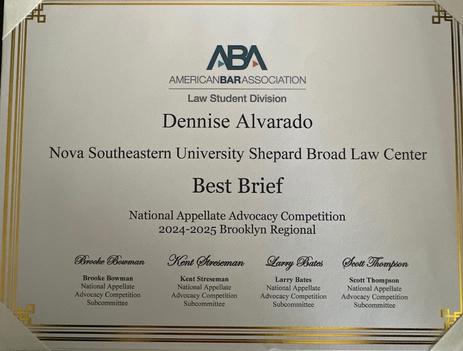 ABA
AMERICANBARASSOCIATION
Law Student Division
Dennise Alvarado
Nova Southeastern University Shepard Broad Law Center
Best Brief
National Appellate Advocacy Competition
2024-2025 Brooklyn Regional
Brooke Bowman Kent Streseman Larry Bates Scott Thompson
Brooke Bowman Kent Streseman Larry Bates Scott Thompson
National Appellate National Appellate National Appellate National Appellate
Advocacy Competition Advocacy Competition Advocacy Competition Advocacy Competition
Subcommittee Subcommittee Subcommittee Subcommittee